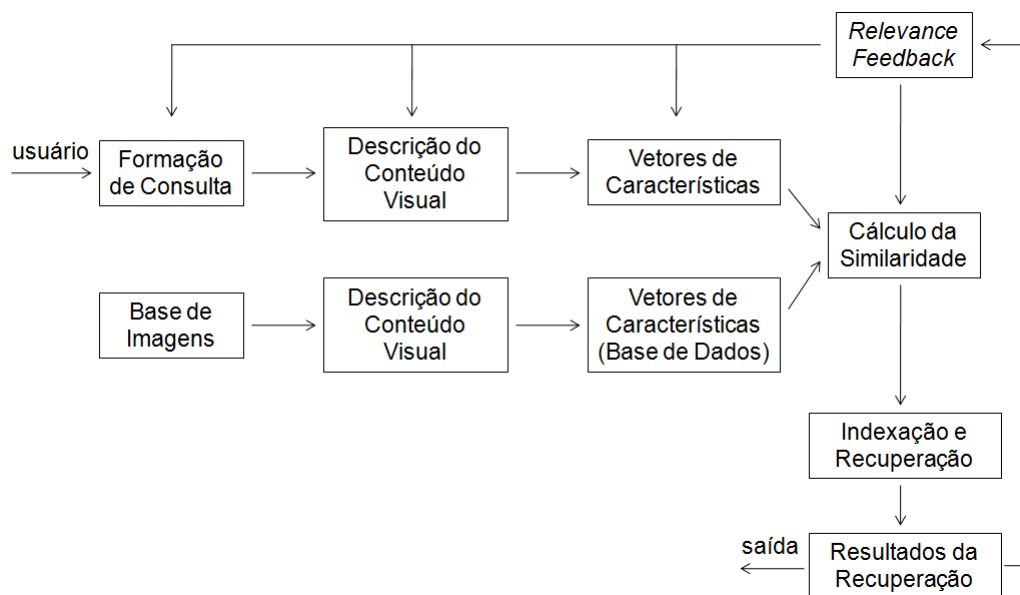 Relevance
Feedback
usuário
Formação
de Consulta
Descrição do
Conteúdo
Visual
Vetores de
Características
Cálculo da
Similaridade
Base de
Imagens
Descrição do
Conteúdo
Visual
Vetores de
Características
(Base de Dados)
Indexação e
Recuperação
saída
Resultados da
Recuperação